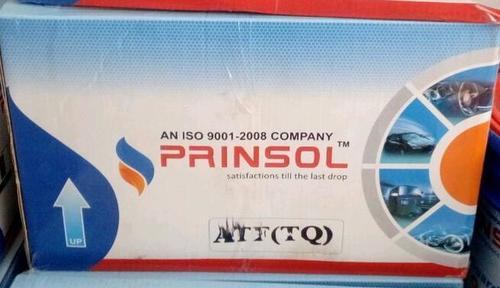 AN ISO 9001-2008 COMPANY
PRINSOL™
satisfactions till the last drop
ATF(TQ)
UP